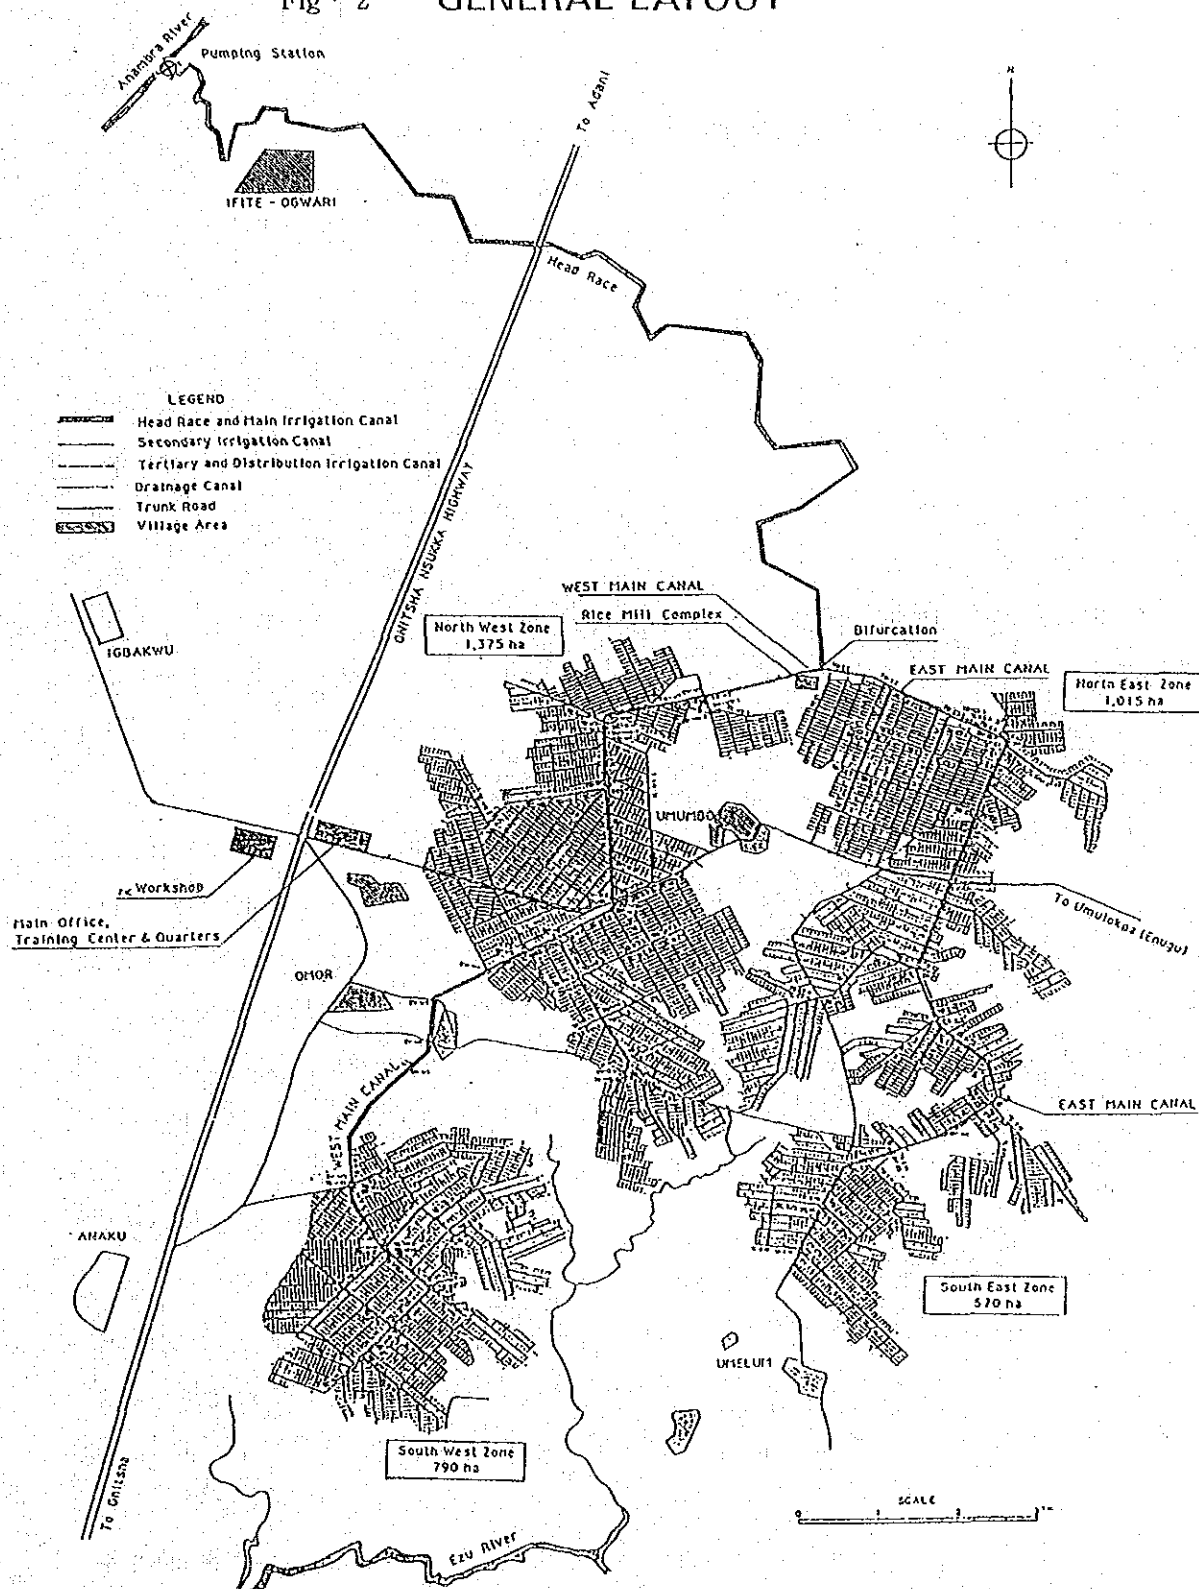 Fig 2 GENERAL LAYOUT
Anambra River
Pumping Station
To Adani
N
IFITE - OGWARI
Head Race
LEGEND
Head Race and Main Irrigation Canal
Secondary Irrigation Canal
Tertiary and Distribution Irrigation Canal
Drainage Canal
Trunk Road
Village Area
ONITSHA NSUKKA HIGHWAY
WEST MAIN CANAL
Rice Mill Complex
Bifurcation
North West Zone
1,375 ha
IGBAKWU
EAST MAIN CANAL
North East Zone
1,015 ha
UMUMBO
Workshop
Main Office,
Training Center & Quarters
To Umulokpa (Enugu)
OMOR
WEST MAIN CANAL
EAST MAIN CANAL
ANAKU
South East Zone
570 ha
UMELUM
South West Zone
790 ha
To Onitsha
Ezu River
SCALE
0 1 2